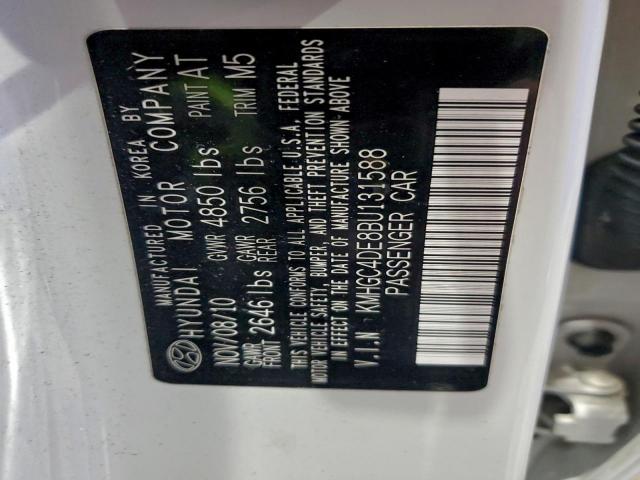 MANUFACTURED IN KOREA BY
HYUNDAI MOTOR COMPANY
NOV/08/10 GVWR 4850 lbs PAINT AT
GAWR FRONT 2646 lbs GAWR REAR 2756 lbs TRIM M5
THIS VEHICLE CONFORMS TO ALL APPLICABLE U.S.A. FEDERAL
MOTOR VEHICLE SAFETY, BUMPER, AND THEFT PREVENTION STANDARDS
IN EFFECT ON THE DATE OF MANUFACTURE SHOWN ABOVE
V.I.N KMHGC4DE8BU131588
PASSENGER CAR